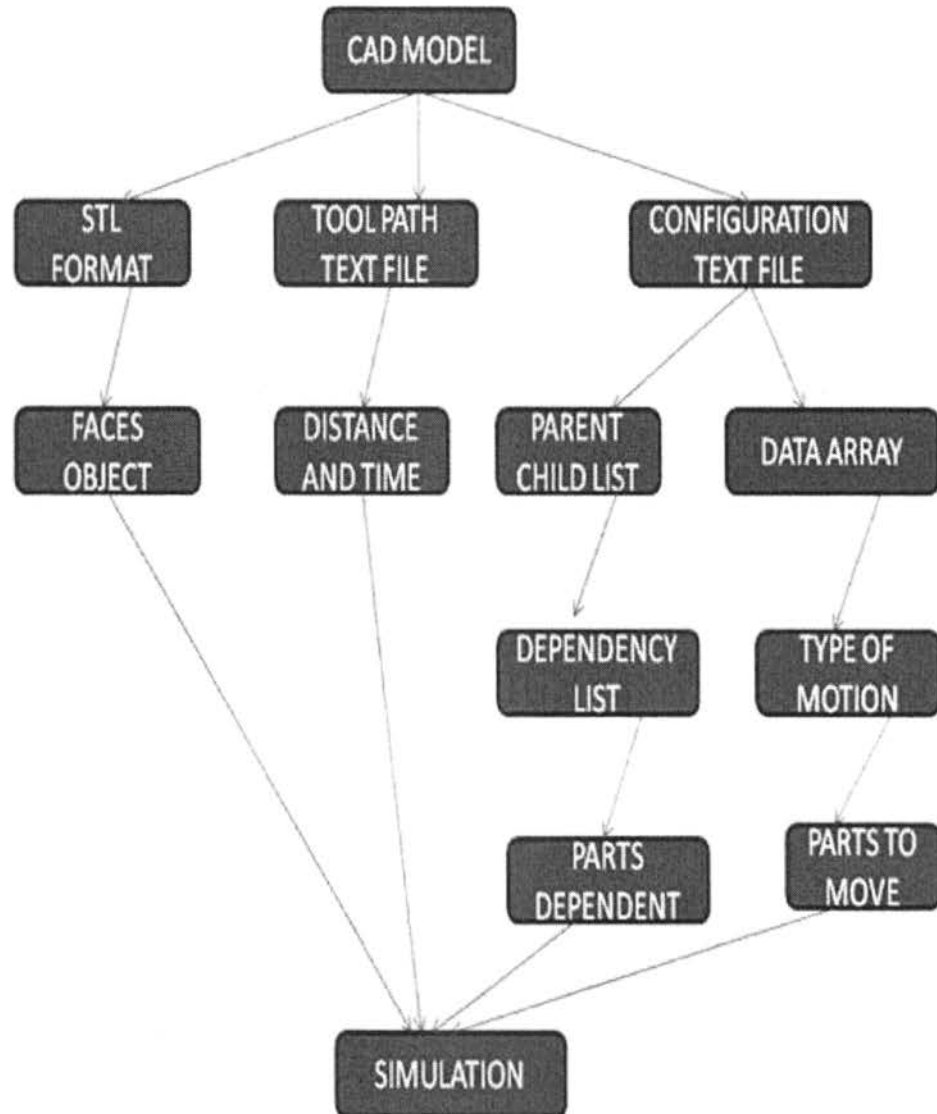 CAD MODEL
STL
FORMAT
TOOL PATH
TEXT FILE
CONFIGURATION
TEXT FILE
FACES
OBJECT
DISTANCE
AND TIME
PARENT
CHILD LIST
DATA ARRAY
DEPENDENCY
LIST
TYPE OF
MOTION
PARTS
DEPENDENT
PARTS TO
MOVE
SIMULATION